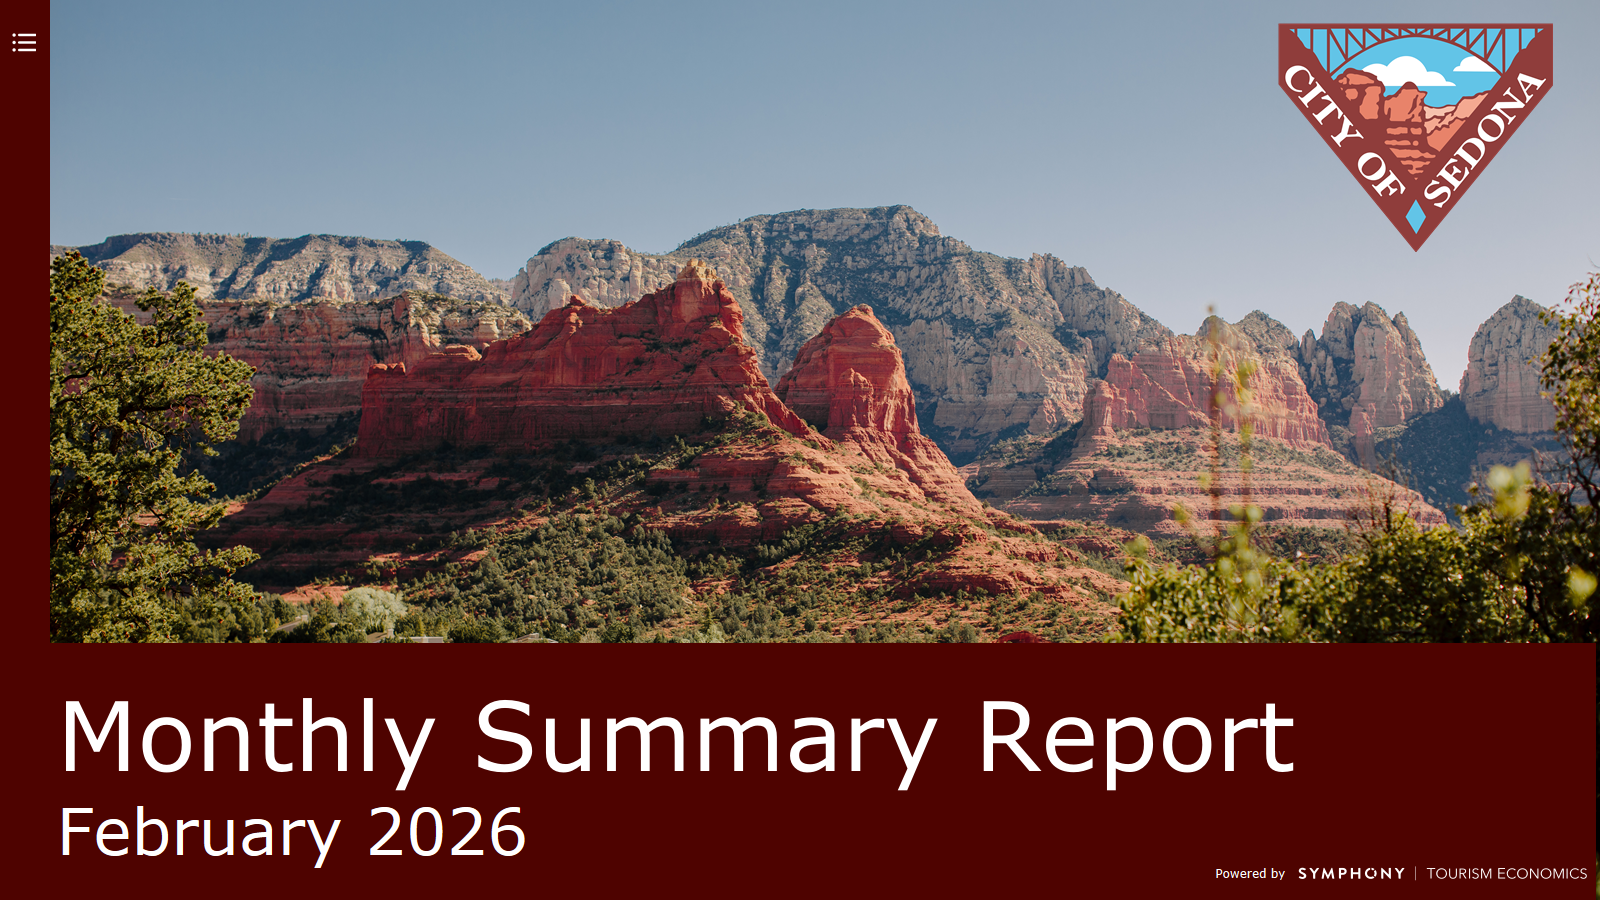 CITY OF SEDONA
Monthly Summary Report
February 2026
Powered by SYMPHONY | TOURISM ECONOMICS